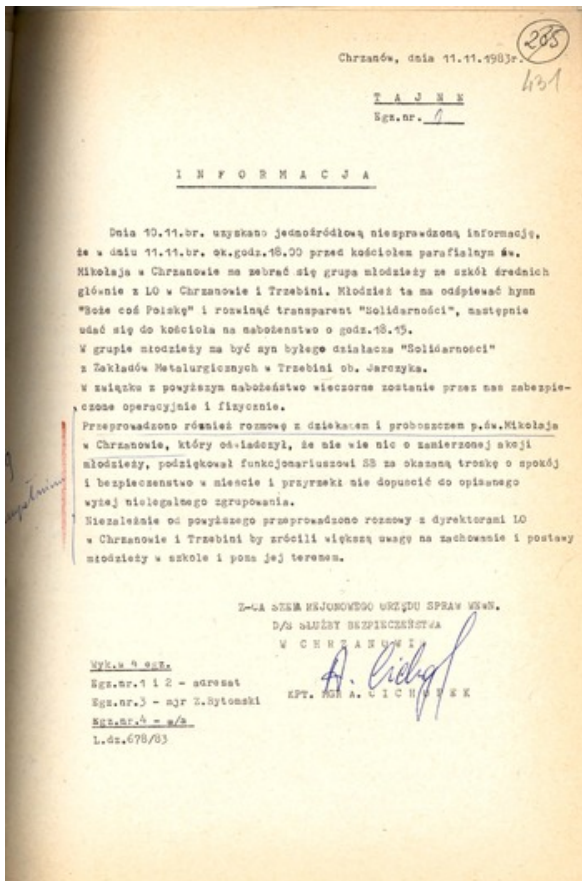 235
431
Chrzanów, dnia 11.11.1983r.
T A J N E
Egz.nr. 1
I N F O R M A C J A
Dnia 10.11.br. uzyskano jednoźródłową niesprawdzoną informację,
że w dniu 11.11.br. ok.godz.18.00 przed kościołem parafialnym św.
Mikołaja w Chrzanowie ma zebrać się grupa młodzieży ze szkół średnich
głównie z LO w Chrzanowie i Trzebini. Młodzież ta ma odśpiewać hymn
"Boże coś Polskę" i rozwinąć transparent "Solidarności", następnie
udać się do kościoła na nabożeństwo o godz.18.15.
W grupie młodzieży ma być syn byłego działacza "Solidarności"
z Zakładów Metalurgicznych w Trzebini ob. Jarczyka.
W związku z powyższym nabożeństwo wieczorne zostanie przez nas zabezpie-
czone operacyjnie i fizycznie.
Przeprowadzono również rozmowę z dziekanem i proboszczem p.św.Mikołaja
w Chrzanowie, który oświadczył, że nie wie nic o zamierzonej akcji
młodzieży, podziękował funkcjonariuszowi SB za okazaną troskę o spokój
i bezpieczeństwo w mieście i przyrzekł nie dopuścić do opisanego
wyżej nielegalnego zgrupowania.
Niezależnie od powyższego przeprowadzono rozmowy z dyrektorami LO
w Chrzanowie i Trzebini by zrócili większą uwagę na zachowanie i postawy
młodzieży w szkole i poza jej terenem.
Z-CA SZEFA REJONOWEGO URZĘDU SPRAW WEWN.
D/S SŁUŻBY BEZPIECZEŃSTWA
W CHRZANOWIE
KPT. MGR A. CICHOPEK
Wyk.w 4 egz.
Egz.nr.1 i 2 - adresat
Egz.nr.3 - mjr Z.Bytomski
Egz.nr.4 - a/a
L.dz.678/83